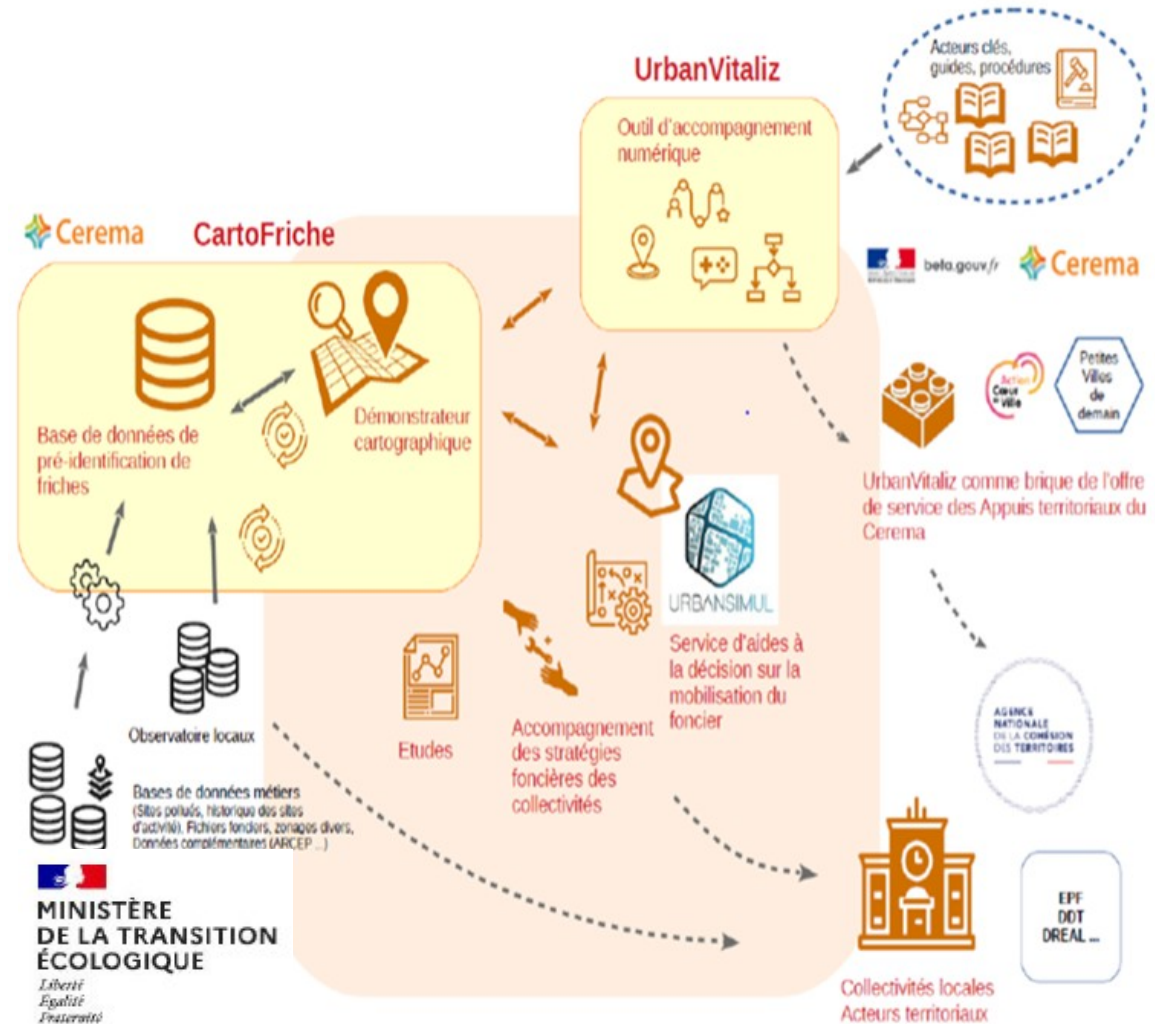 UrbanVitaliz
Outil d'accompagnement
numérique
Acteurs clés,
guides, procédures
beta.gouv.fr
Cerema
Cerema
CartoFriche
Base de données de
pré-identification de
friches
Démonstrateur
cartographique
Action
Cœur
de Ville
Petites
Villes
de
demain
UrbanVitaliz comme brique de l'offre
de service des Appuis territoriaux du
Cerema
URBANSIMUL
Service d'aides à
la décision sur la
mobilisation du
foncier
Observatoire locaux
Etudes
Accompagnement
des stratégies
foncières des
collectivités
Bases de données métiers
(Sites pollués, historique des sites
d'activité), Fichiers fonciers, zonages divers,
Données complémentaires (ARCEP ...)
AGENCE
NATIONALE
DE LA COHÉSION
DES TERRITOIRES
MINISTÈRE
DE LA TRANSITION
ÉCOLOGIQUE
Liberté
Egalité
Fraternité
EPF
DDT
DREAL ...
Collectivités locales
Acteurs territoriaux